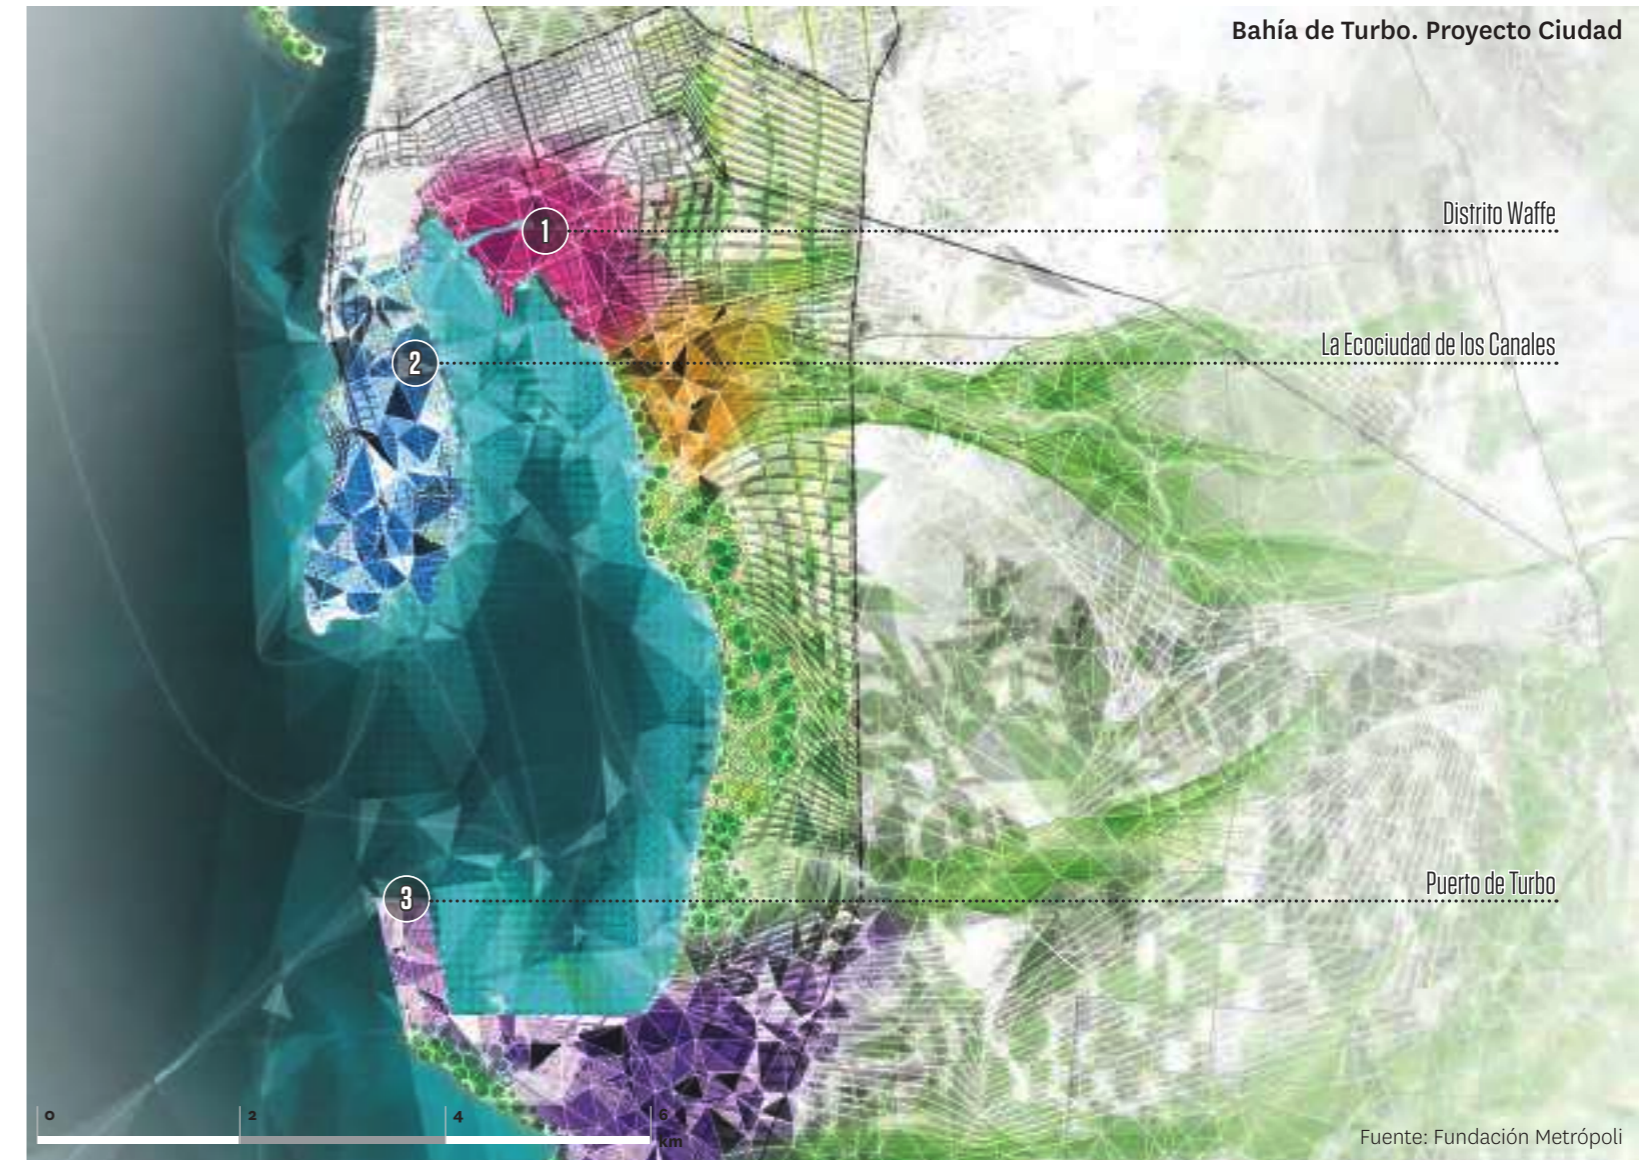 Bahía de Turbo. Proyecto Ciudad
1
Distrito Waffe
2
La Ecociudad de los Canales
3
Puerto de Turbo
0 2 4 6
km
Fuente: Fundación Metrópoli